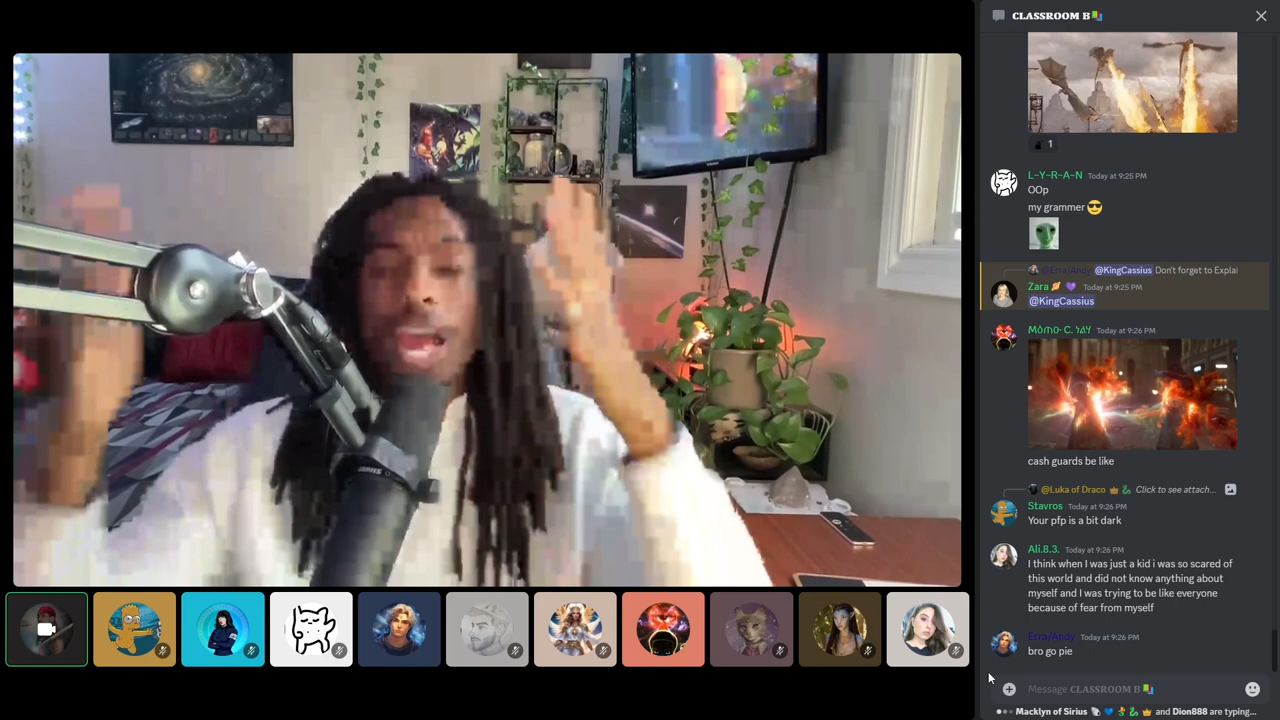 CLASSROOM B
1
L~Y~R~A~N Today at 9:25 PM
OOp
my grammer
@Erra/Andy @KingCassius Don't forget to Explai
Zara Today at 9:25 PM
@KingCassius
Today at 9:26 PM
cash guards be like
@Luka of Draco Click to see attach...
Stavros Today at 9:26 PM
Your pfp is a bit dark
Ali.8.3. Today at 9:26 PM
I think when I was just a kid i was so scared of
this world and did not know anything about
myself and I was trying to be like everyone
because of fear from myself
Erra/Andy Today at 9:26 PM
bro go pie
Message CLASSROOM B
Macklyn of Sirius and Dion888 are typing...